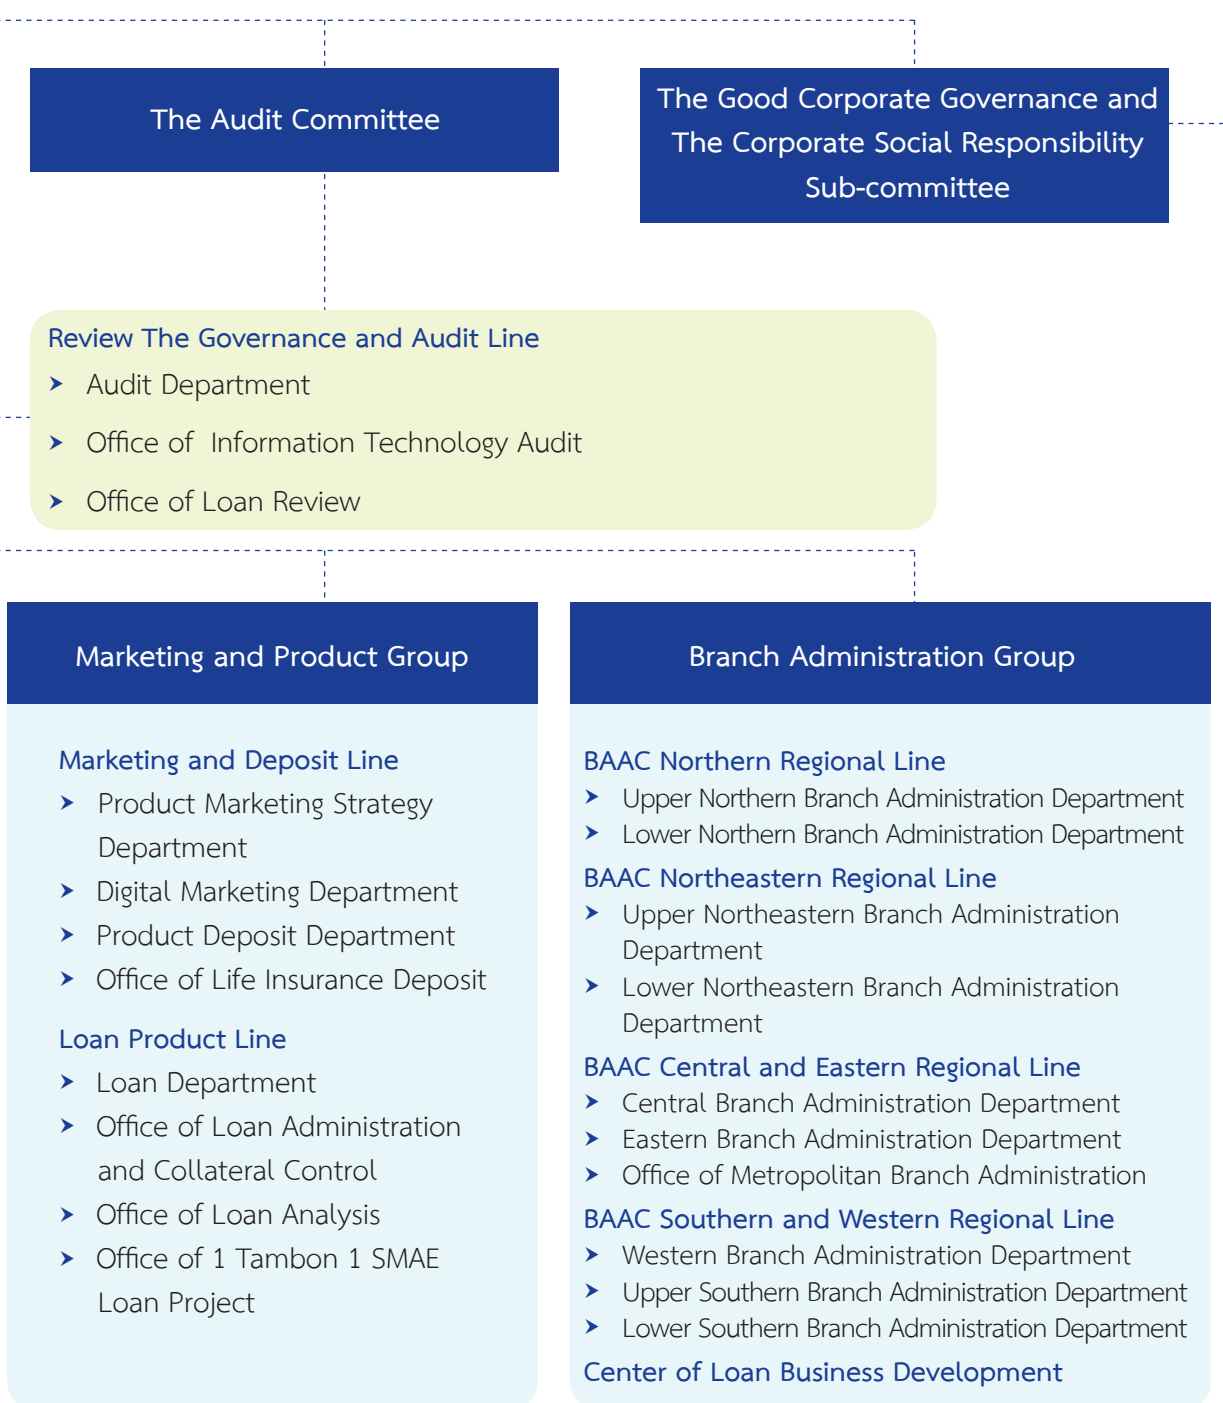 The Audit Committee
The Good Corporate Governance and
The Corporate Social Responsibility
Sub-committee
Review The Governance and Audit Line
➤ Audit Department
➤ Office of Information Technology Audit
➤ Office of Loan Review
Marketing and Product Group
Marketing and Deposit Line
➤ Product Marketing Strategy
Department
➤ Digital Marketing Department
➤ Product Deposit Department
➤ Office of Life Insurance Deposit
Loan Product Line
➤ Loan Department
➤ Office of Loan Administration
and Collateral Control
➤ Office of Loan Analysis
➤ Office of 1 Tambon 1 SMAE
Loan Project
Branch Administration Group
BAAC Northern Regional Line
➤ Upper Northern Branch Administration Department
➤ Lower Northern Branch Administration Department
BAAC Northeastern Regional Line
➤ Upper Northeastern Branch Administration
Department
➤ Lower Northeastern Branch Administration
Department
BAAC Central and Eastern Regional Line
➤ Central Branch Administration Department
➤ Eastern Branch Administration Department
➤ Office of Metropolitan Branch Administration
BAAC Southern and Western Regional Line
➤ Western Branch Administration Department
➤ Upper Southern Branch Administration Department
➤ Lower Southern Branch Administration Department
Center of Loan Business Development